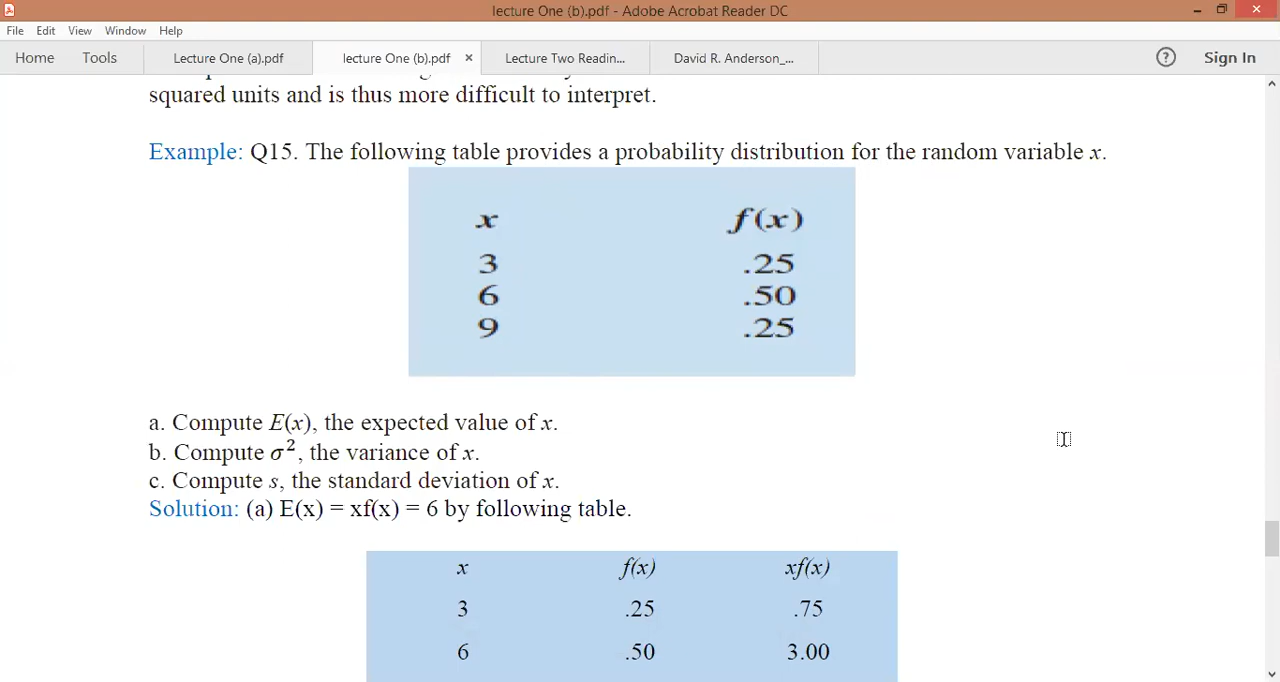 lecture One (b).pdf - Adobe Acrobat Reader DC
File Edit View Window Help
Home Tools Lecture One (a).pdf lecture One (b).pdf × Lecture Two Readin... David R. Anderson_... ? Sign In
squared units and is thus more difficult to interpret.
Example: Q15. The following table provides a probability distribution for the random variable x.
x f(x)
3 .25
6 .50
9 .25
a. Compute E(x), the expected value of x.
b. Compute σ², the variance of x.
c. Compute s, the standard deviation of x.
Solution: (a) E(x) = xf(x) = 6 by following table.
x f(x) xf(x)
3 .25 .75
6 .50 3.00